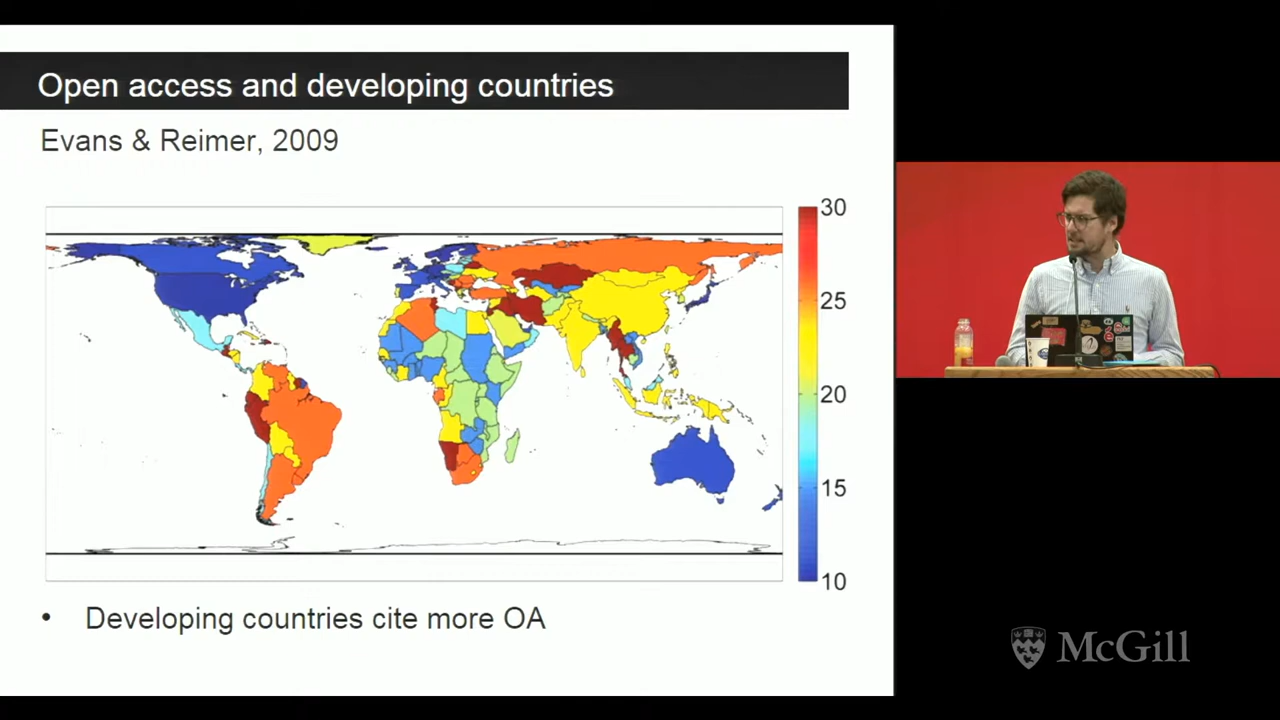 Open access and developing countries
Evans & Reimer, 2009
30
25
20
15
10
• Developing countries cite more OA
McGill